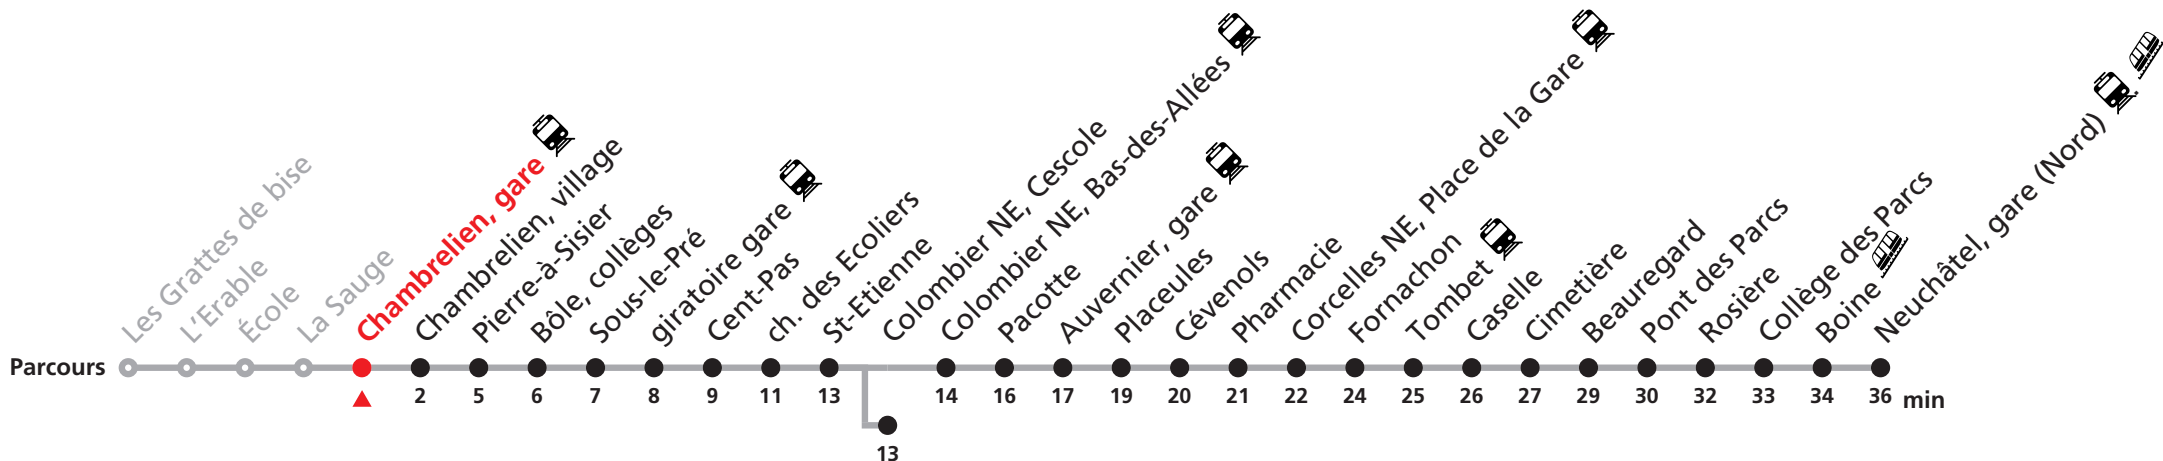 Les Grattes de bise
L'Erable
École
La Sauge
Chambrelien, gare
Chambrelien, village
Pierre-à-Sisier
Bôle, collèges
Sous-le-Pré
giratoire gare
Cent-Pas
ch. des Ecoliers
St-Etienne
Colombier NE, Cescole
Colombier NE, Bas-des-Allées
Pacotte
Auvernier, gare
Placeules
Cévenols
Pharmacie
Corcelles NE, Place de la Gare
Fornachon
Tombet
Caselle
Cimetière
Beauregard
Pont des Parcs
Rosière
Collège des Parcs
Boine
Neuchâtel, gare (Nord)
Parcours
2 5 6 7 8 9 11 13 14 16 17 19 20 21 22 24 25 26 27 29 30 32 33 34 36 min
13